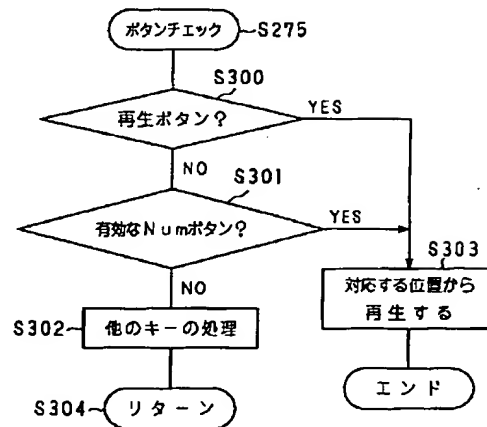 ボタンチェック
S275
S300
再生ボタン?
YES
NO
S301
有効なNumボタン?
YES
NO
S303
対応する位置から
再生する
S302
他のキーの処理
エンド
S304
リターン